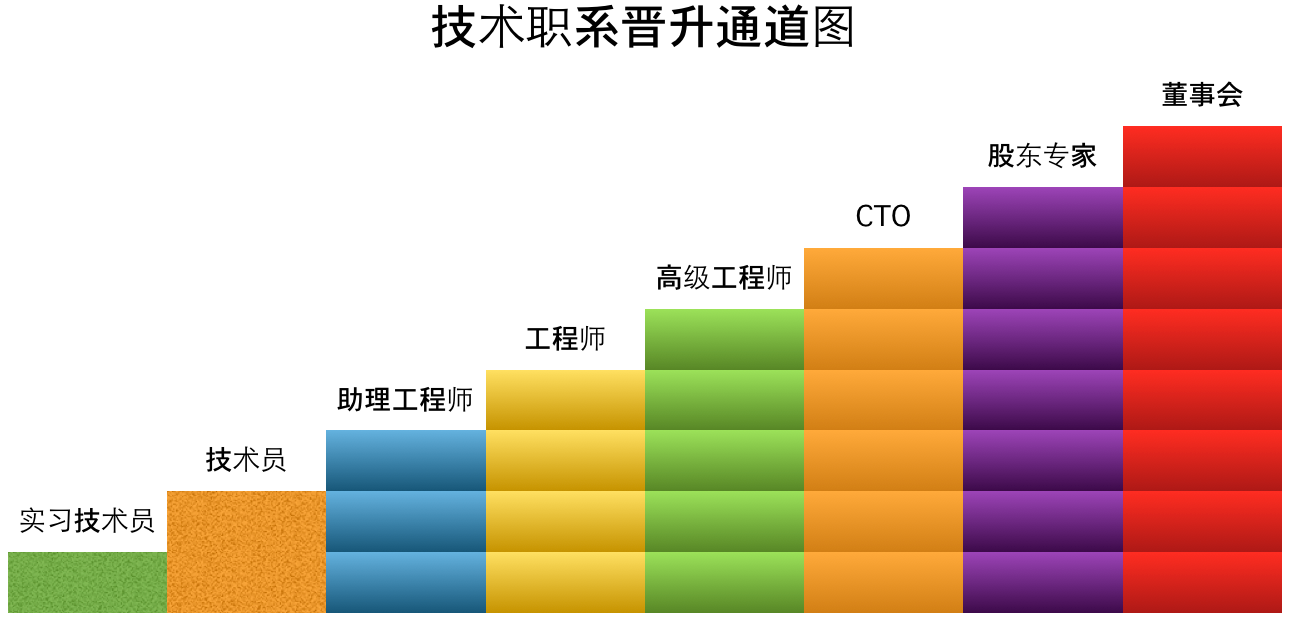 技术职系晋升通道图
董事会
股东专家
CTO
高级工程师
工程师
助理工程师
技术员
实习技术员